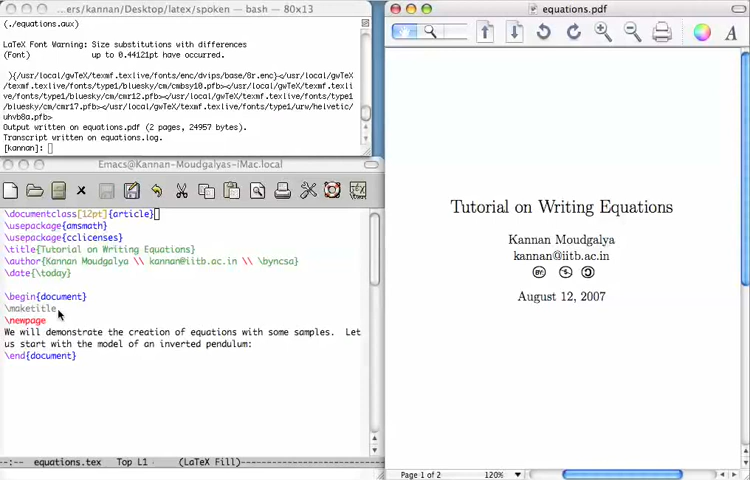 ...ers/kannan/Desktop/latex/spoken — bash — 80x13
(./equations.aux)
LaTeX Font Warning: Size substitutions with differences
(Font)              up to 0.44121pt have occurred.
 ){/usr/local/gwTeX/texmf.texlive/fonts/enc/dvips/base/8r.enc}</usr/local/gwTeX
/texmf.texlive/fonts/type1/bluesky/cm/cmbsy10.pfb></usr/local/gwTeX/texmf.texliv
e/fonts/type1/bluesky/cm/cmr12.pfb></usr/local/gwTeX/texmf.texlive/fonts/type1
/bluesky/cm/cmr17.pfb></usr/local/gwTeX/texmf.texlive/fonts/type1/urw/helvetic/
uhvb8a.pfb>
Output written on equations.pdf (2 pages, 24957 bytes).
Transcript written on equations.log.
[kannan]:
Emacs@Kannan-Moudgalyas-iMac.local
\documentclass[12pt]{article}
\usepackage{amsmath}
\usepackage{cclicenses}
\title{Tutorial on Writing Equations}
\author{Kannan Moudgalya \\ kannan@iitb.ac.in \\ \byncsa}
\date{\today}
\begin{document}
\maketitle
\newpage
We will demonstrate the creation of equations with some samples.  Let
us start with the model of an inverted pendulum:
\end{document}
-:--  equations.tex    Top L1    (LaTeX Fill)
equations.pdf
Tutorial on Writing Equations
Kannan Moudgalya
kannan@iitb.ac.in
BY: $
August 12, 2007
Page 1 of 2    120%